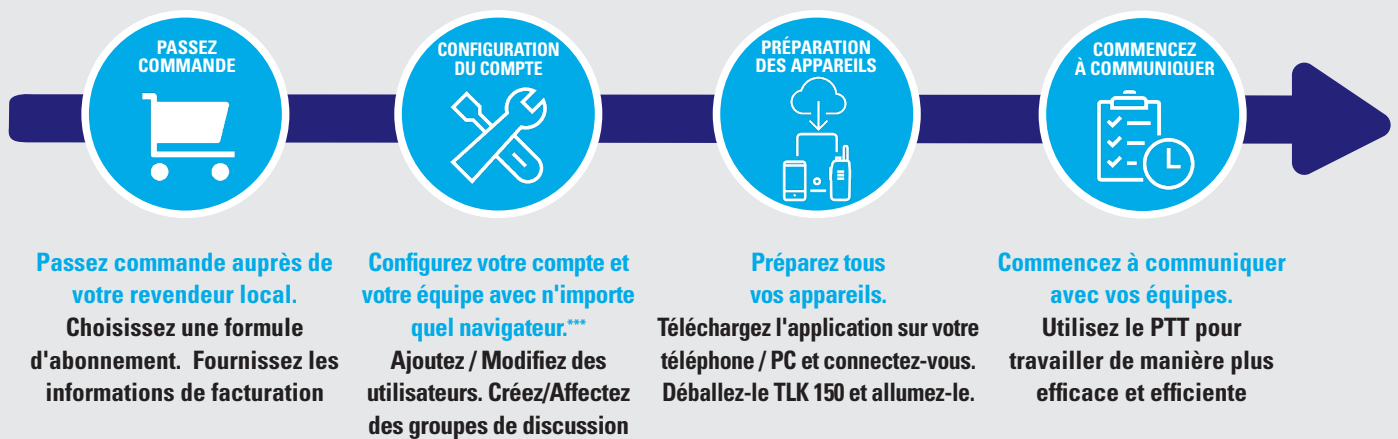 PASSEZ
COMMANDE
CONFIGURATION
DU COMPTE
PRÉPARATION
DES APPAREILS
COMMENCEZ
À COMMUNIQUER
Passez commande auprès de
votre revendeur local.
Choisissez une formule
d'abonnement. Fournissez les
informations de facturation
Configurez votre compte et
votre équipe avec n'importe
quel navigateur.***
Ajoutez / Modifiez des
utilisateurs. Créez/Affectez
des groupes de discussion
Préparez tous
vos appareils.
Téléchargez l'application sur votre
téléphone / PC et connectez-vous.
Déballez-le TLK 150 et allumez-le.
Commencez à communiquer
avec vos équipes.
Utilisez le PTT pour
travailler de manière plus
efficace et efficiente